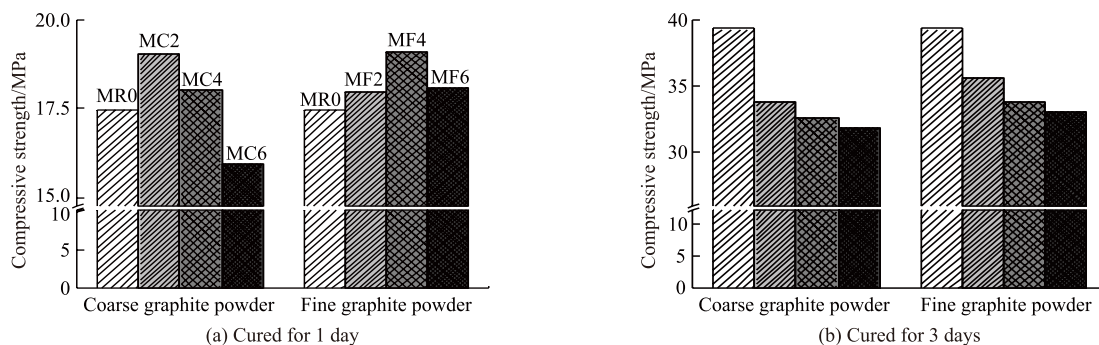 Compressive strength/MPa
20.0
17.5
15.0
10
5
0
MR0
MC2
MC4
MC6
MR0
MF2
MF4
MF6
Coarse graphite powder
Fine graphite powder
(a) Cured for 1 day
Compressive strength/MPa
40
35
30
10
5
0
Coarse graphite powder
Fine graphite powder
(b) Cured for 3 days